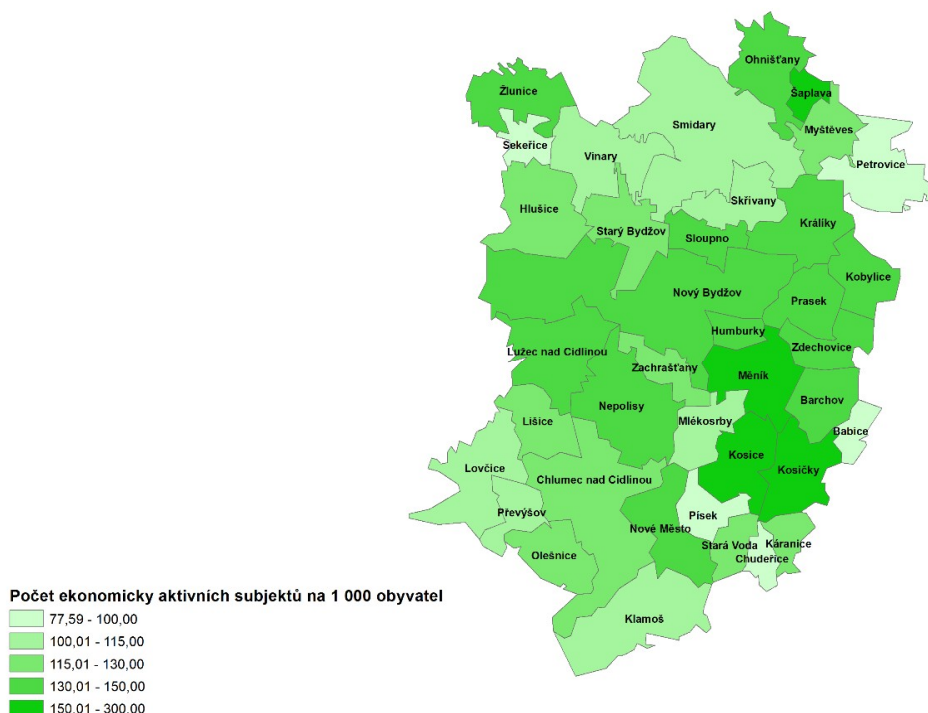 Ohnišťany
Žlunice
Šaplava
Smidary
Myštěves
Sekeřice
Vinary
Petrovice
Skřivany
Hlušice
Králíky
Starý Bydžov
Sloupno
Kobylice
Nový Bydžov
Prasek
Humburky
Zdechovice
Lužec nad Cidlinou
Zachrašťany
Měník
Nepolisy
Barchov
Lišice
Mlékosrby
Babice
Kosice
Lovčice
Kosičky
Chlumec nad Cidlinou
Převýšov
Písek
Nové Město
Stará Voda
Káranice
Olešnice
Chudeřice
Klamoš
Počet ekonomicky aktivních subjektů na 1 000 obyvatel
77,59 - 100,00
100,01 - 115,00
115,01 - 130,00
130,01 - 150,00
150,01 - 300,00